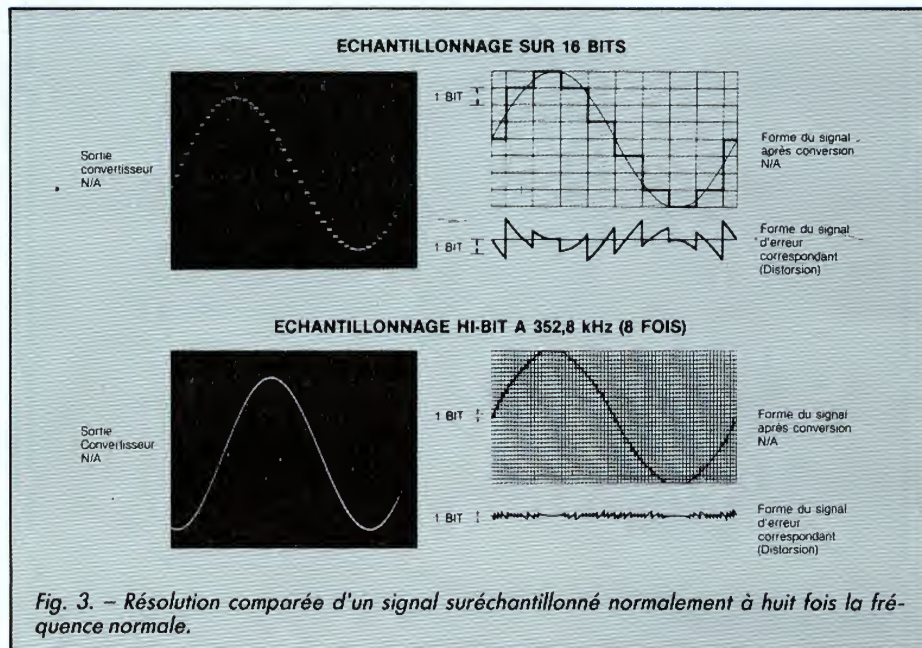 ECHANTILLONNAGE SUR 16 BITS
Sortie
convertisseur
N/A
1 BIT
Forme du signal
après conversion
N/A
1 BIT
Forme du signal
d'erreur
correspondant
(Distorsion)
ECHANTILLONNAGE HI-BIT A 352,8 kHz (8 FOIS)
Sortie
Convertisseur
N/A
1 BIT
Forme du signal
après conversion
N/A
1 BIT
Forme du signal
d'erreur
correspondant
(Distorsion)
Fig. 3. – Résolution comparée d'un signal suréchantillonné normalement à huit fois la fré-
quence normale.